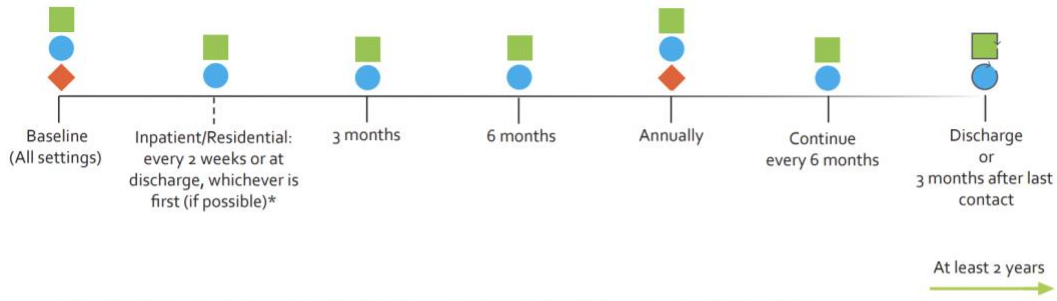 Baseline
(All settings)
Inpatient/Residential:
every 2 weeks or at
discharge, whichever is
first (if possible)*
3 months
6 months
Annually
Continue
every 6 months
Discharge
or
3 months after last
contact
At least 2 years